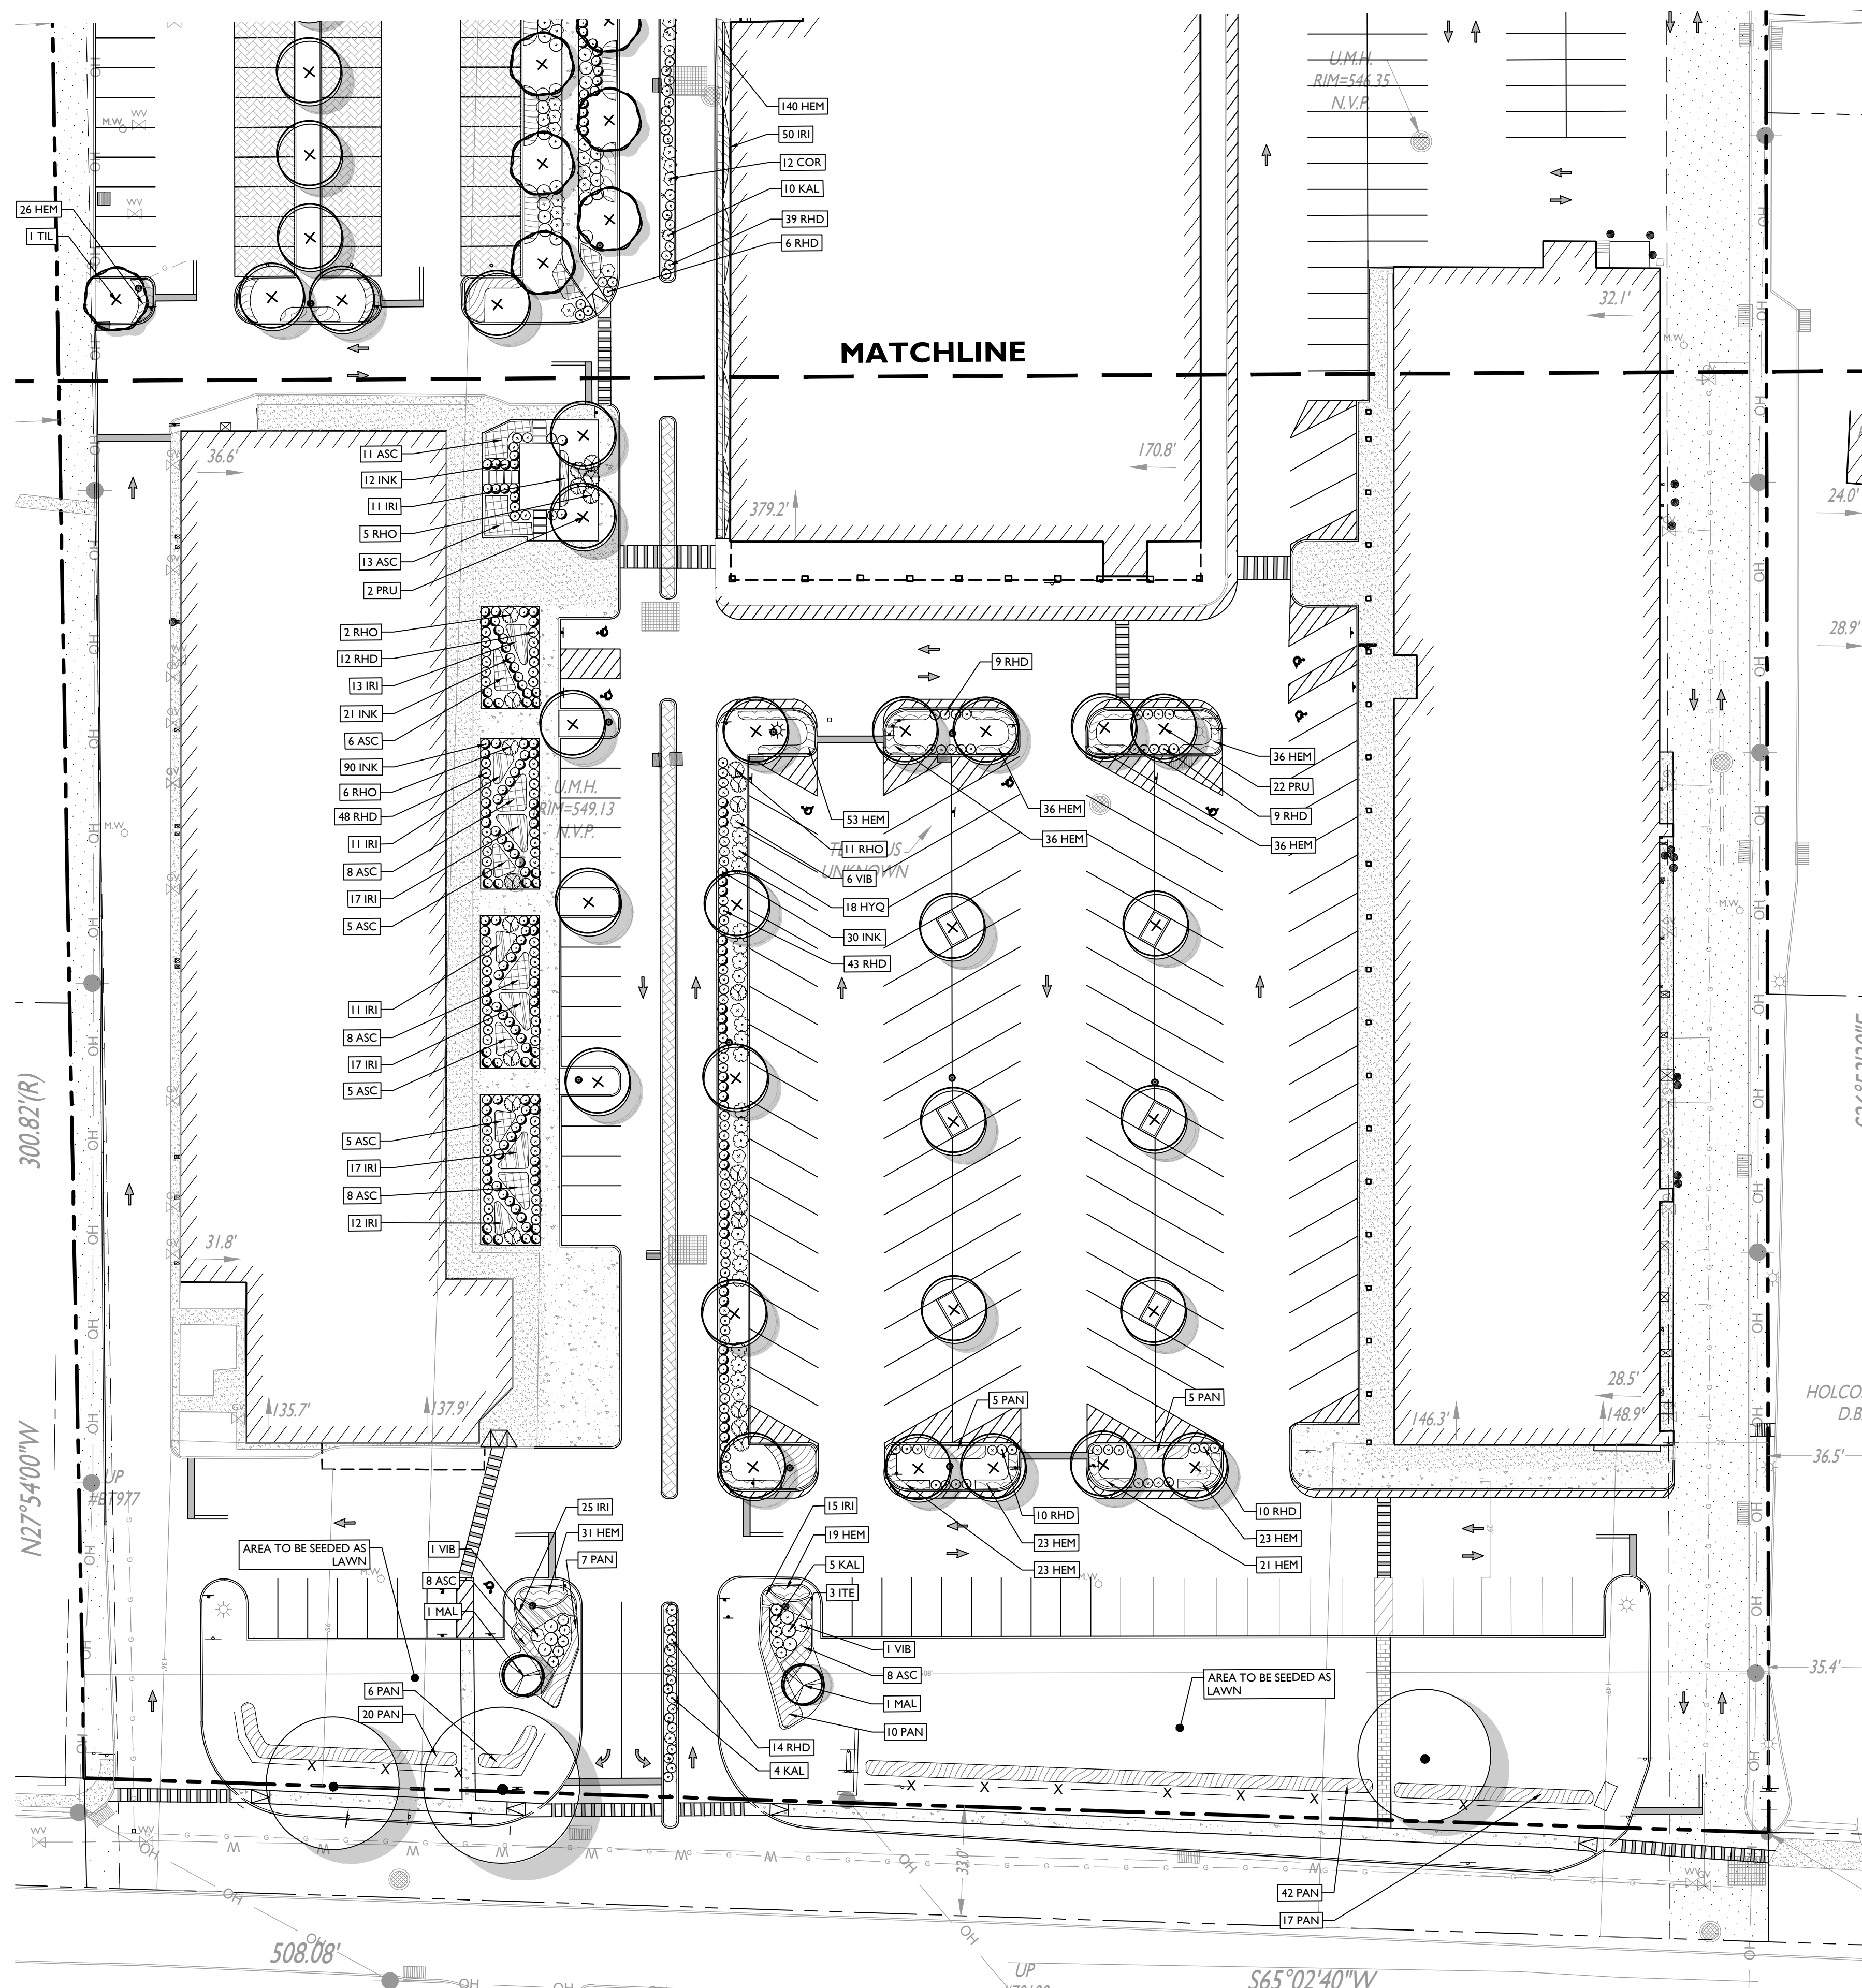 U.M.H.
RIM=546.35
N.V.P.
M.W.
WV
WV
140 HEM
50 IRI
12 COR
10 KAL
39 RHD
6 RHD
26 HEM
1 TIL
32.1'
M.W.
MATCHLINE
36.6'
170.8'
379.2'
24.0'
28.9'
11 ASC
12 INK
11 IRI
5 RHO
13 ASC
2 PRU
2 RHO
12 RHD
13 IRI
21 INK
6 ASC
90 INK
6 RHO
48 RHD
11 IRI
8 ASC
17 IRI
5 ASC
U.M.H.
RIM=549.13
N.V.P.
9 RHD
36 HEM
22 PRU
9 RHD
36 HEM
36 HEM
36 HEM
53 HEM
11 RHO
6 VIB
UNKNOWN
18 HYQ
30 INK
43 RHD
M.W.
M.W.
11 IRI
8 ASC
17 IRI
5 ASC
5 ASC
17 IRI
8 ASC
12 IRI
300.82'(R)
N27°54'00"W
31.8'
135.7'
137.9'
28.5'
146.3'
148.9'
HOLCO
D.B
36.5'
35.4'
UP
#B1977
5 PAN
5 PAN
10 RHD
23 HEM
23 HEM
10 RHD
23 HEM
21 HEM
AREA TO BE SEEDED AS
LAWN
M.W.
1 VIB
8 ASC
1 MAL
25 IRI
31 HEM
7 PAN
15 IRI
19 HEM
5 KAL
3 ITE
1 VIB
8 ASC
1 MAL
10 PAN
M.W.
AREA TO BE SEEDED AS
LAWN
6 PAN
20 PAN
14 RHD
4 KAL
33.0'
42 PAN
17 PAN
WV
WV
OH
OH
OH
OH
508.08'
UP
S65°02'40"W